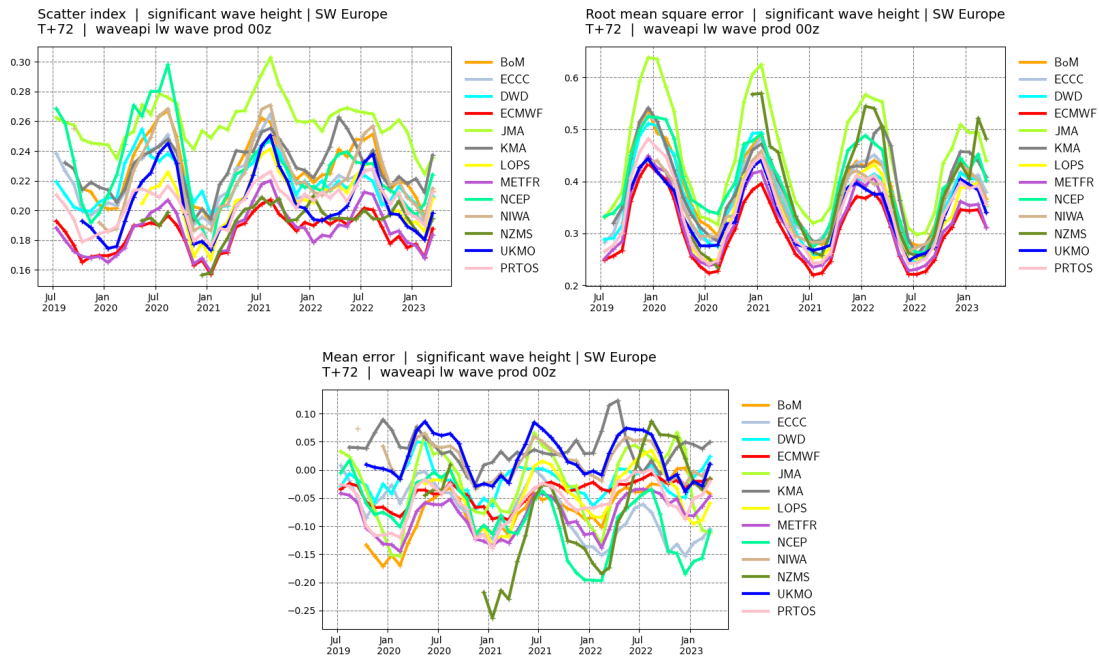 Scatter index | significant wave height | SW Europe
T+72 | waveapi lw wave prod 00z
0.30
0.28
0.26
0.24
0.22
0.20
0.18
0.16
Jul
2019
Jan
2020
Jul
2020
Jan
2021
Jul
2021
Jan
2022
Jul
2022
Jan
2023
BoM
ECCC
DWD
ECMWF
JMA
KMA
LOPS
METFR
NCEP
NIWA
NZMS
UKMO
PRTOS
Root mean square error | significant wave height | SW Europe
T+72 | waveapi lw wave prod 00z
0.6
0.5
0.4
0.3
0.2
Jul
2019
Jan
2020
Jul
2020
Jan
2021
Jul
2021
Jan
2022
Jul
2022
Jan
2023
BoM
ECCC
DWD
ECMWF
JMA
KMA
LOPS
METFR
NCEP
NIWA
NZMS
UKMO
PRTOS
Mean error | significant wave height | SW Europe
T+72 | waveapi lw wave prod 00z
0.10
0.05
0.00
−0.05
−0.10
−0.15
−0.20
−0.25
Jul
2019
Jan
2020
Jul
2020
Jan
2021
Jul
2021
Jan
2022
Jul
2022
Jan
2023
BoM
ECCC
DWD
ECMWF
JMA
KMA
LOPS
METFR
NCEP
NIWA
NZMS
UKMO
PRTOS